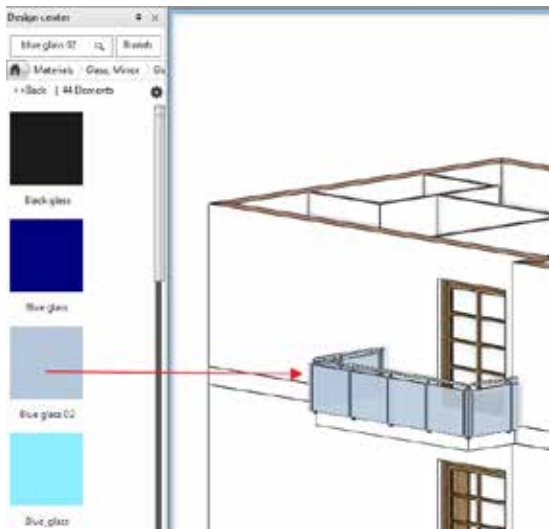 Design center
blue glass 02 Brands
Materials Glass, Mirror
<<Back | 44 Elements
Black glass
Blue glass
Blue glass 02
Blue_glass